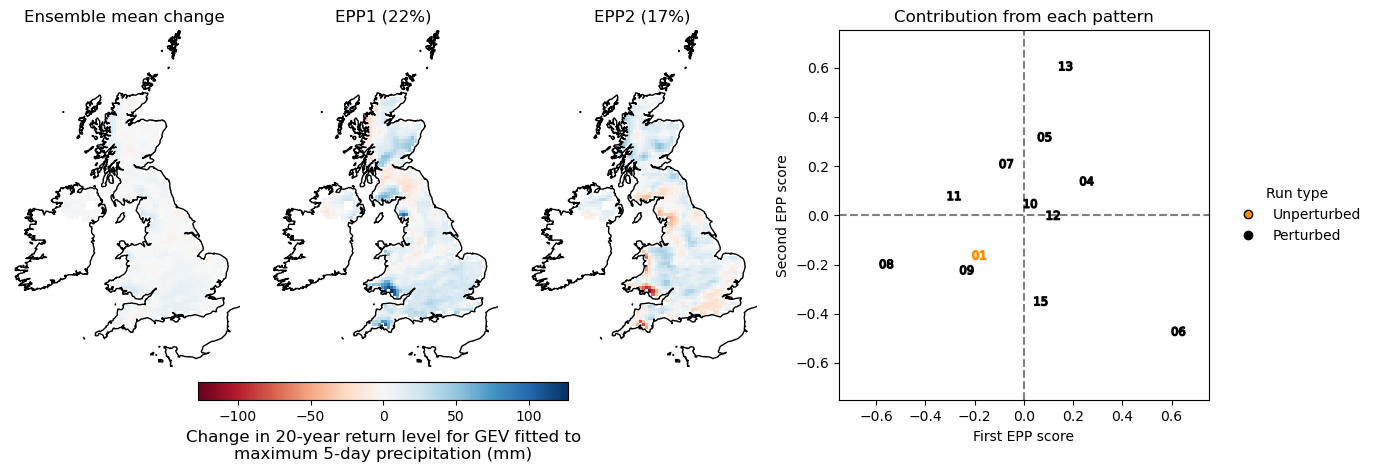 Ensemble mean change
EPP1 (22%)
EPP2 (17%)
Contribution from each pattern
−100
−50
0
50
100
Change in 20-year return level for GEV fitted to
maximum 5-day precipitation (mm)
Second EPP score
0.6
0.4
0.2
0.0
−0.2
−0.4
−0.6
13
05
07
04
11
10
12
01
08
09
15
06
−0.6
−0.4
−0.2
0.0
0.2
0.4
0.6
First EPP score
Run type
Unperturbed
Perturbed